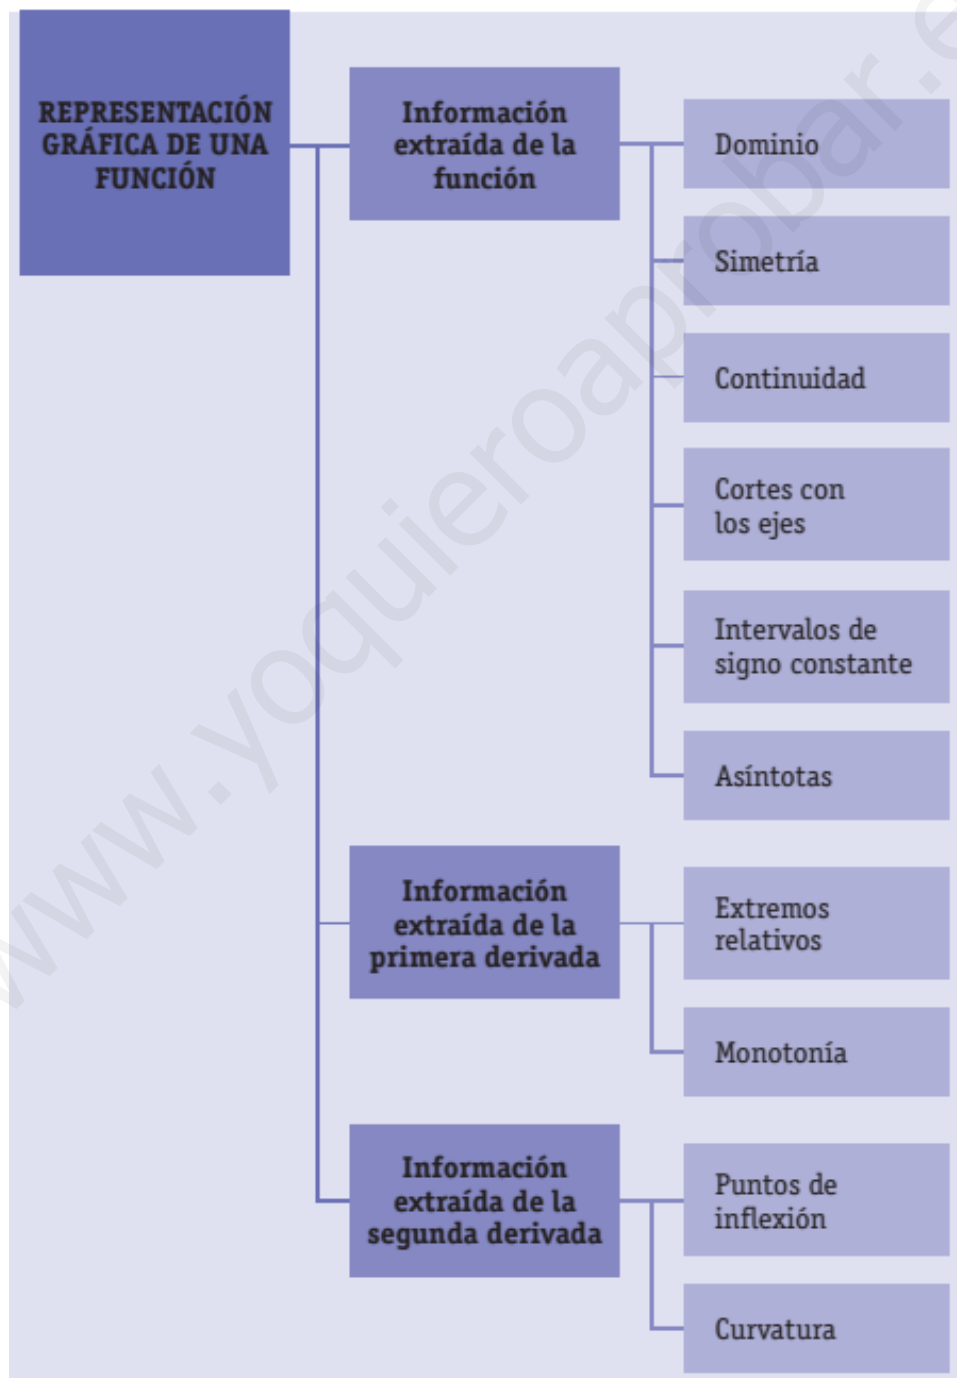 REPRESENTACIÓN
GRÁFICA DE UNA
FUNCIÓN
Información
extraída de la
función
Dominio
Simetría
Continuidad
Cortes con
los ejes
Intervalos de
signo constante
Asíntotas
Información
extraída de la
primera derivada
Extremos
relativos
Monotonía
Información
extraída de la
segunda derivada
Puntos de
inflexión
Curvatura
www.yoquieroaprobar.e